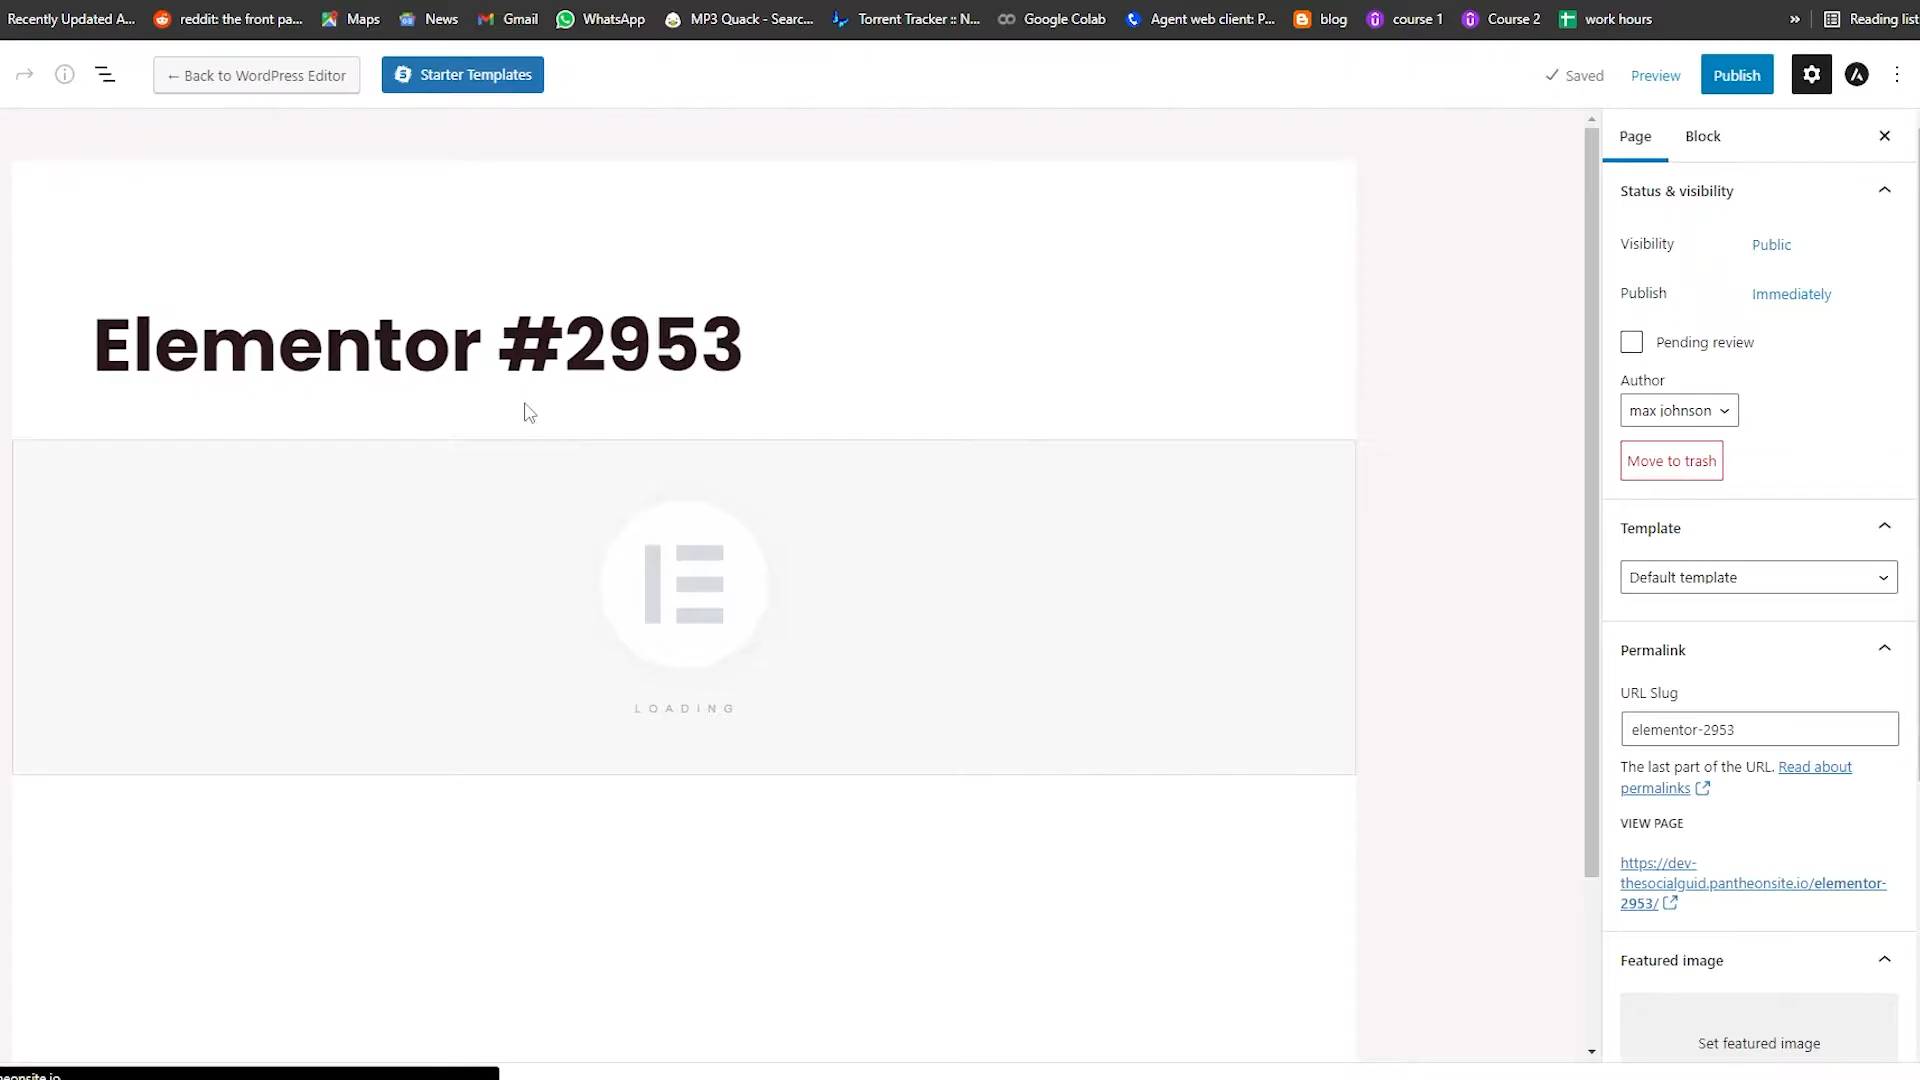 Recently Updated A... reddit: the front pa... Maps News Gmail WhatsApp MP3 Quack - Searc... Torrent Tracker :: N... Google Colab Agent web client: P... blog course 1 Course 2 work hours » Reading list
← Back to WordPress Editor Starter Templates Saved Preview Publish
Page Block
Status & visibility
Visibility Public
Publish Immediately
Pending review
Author
max johnson
Move to trash
Elementor #2953
LOADING
Template
Default template
Permalink
URL Slug
elementor-2953
The last part of the URL. Read about
permalinks
VIEW PAGE
https://dev-
thesocialguid.pantheonsite.io/elementor-
2953/
Featured image
Set featured image